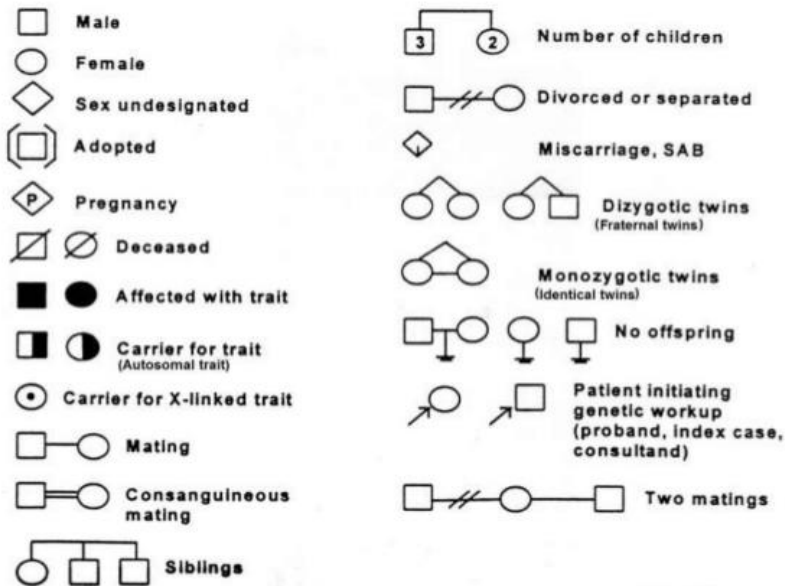 Male
Female
Sex undesignated
Adopted
P
Pregnancy
Deceased
Affected with trait
Carrier for trait
(Autosomal trait)
Carrier for X-linked trait
Mating
Consanguineous
mating
Siblings
3 2
Number of children
Divorced or separated
Miscarriage, SAB
Dizygotic twins
(Fraternal twins)
Monozygotic twins
(Identical twins)
No offspring
Patient initiating
genetic workup
(proband, index case,
consultand)
Two matings